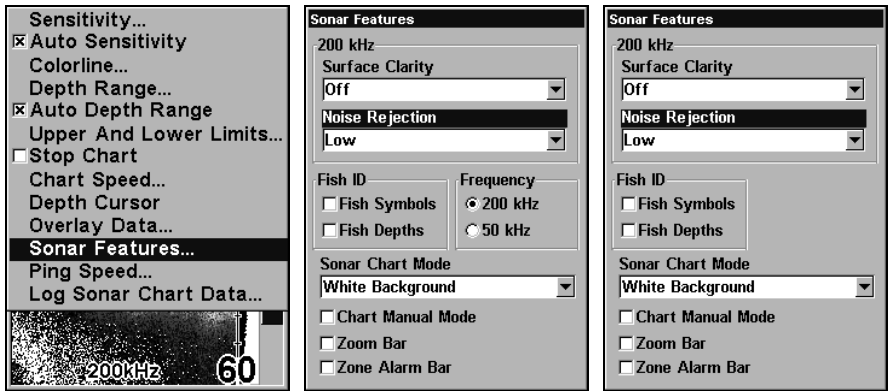 Sensitivity...
Auto Sensitivity
Colorline...
Depth Range...
Auto Depth Range
Upper And Lower Limits...
Stop Chart
Chart Speed...
Depth Cursor
Overlay Data...
Sonar Features...
Ping Speed...
Log Sonar Chart Data...
200kHz
60
Sonar Features
200 kHz
Surface Clarity
Off
Noise Rejection
Low
Fish ID
Frequency
Fish Symbols
200 kHz
Fish Depths
50 kHz
Sonar Chart Mode
White Background
Chart Manual Mode
Zoom Bar
Zone Alarm Bar
Sonar Features
200 kHz
Surface Clarity
Off
Noise Rejection
Low
Fish ID
Fish Symbols
Fish Depths
Sonar Chart Mode
White Background
Chart Manual Mode
Zoom Bar
Zone Alarm Bar